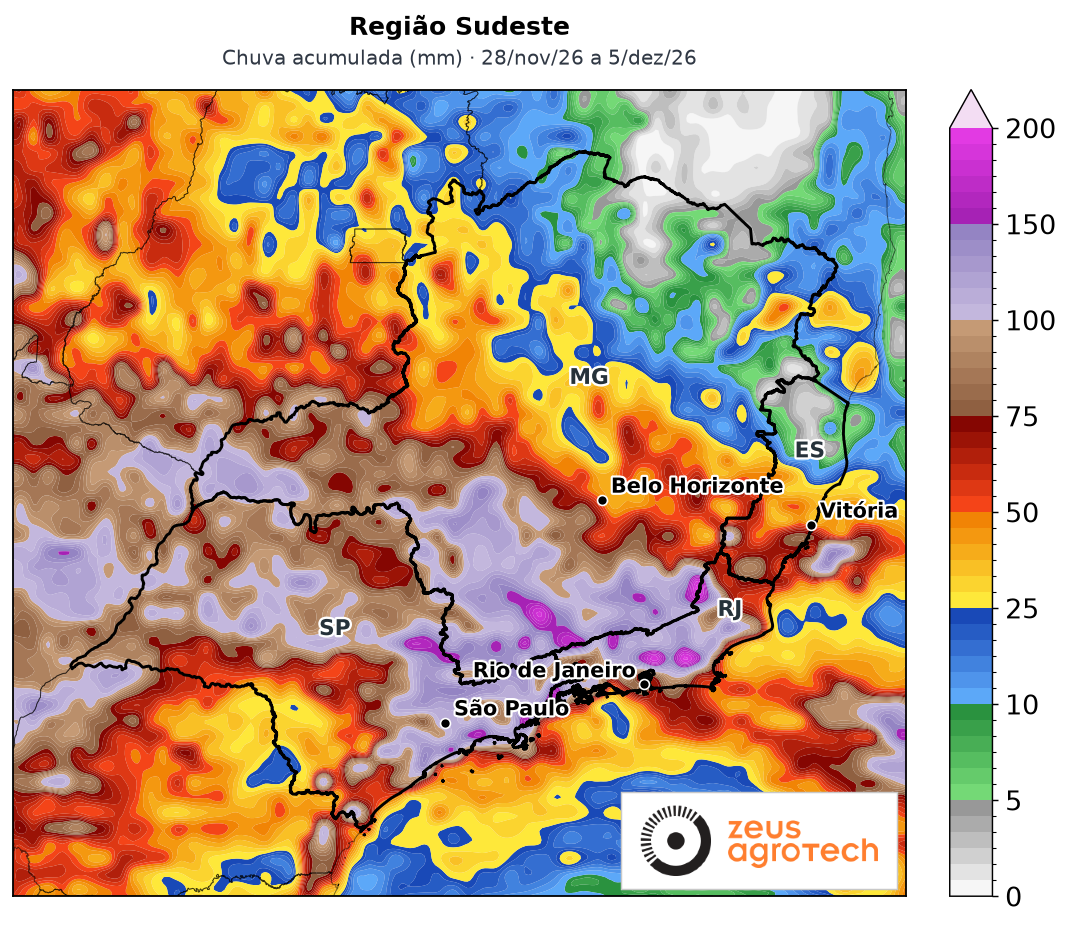 Região Sudeste
Chuva acumulada (mm) · 28/nov/26 a 5/dez/26
200
150
100
75
50
25
10
5
0
MG
ES
Belo Horizonte
Vitória
RJ
SP
Rio de Janeiro
São Paulo
zeus
agrotech